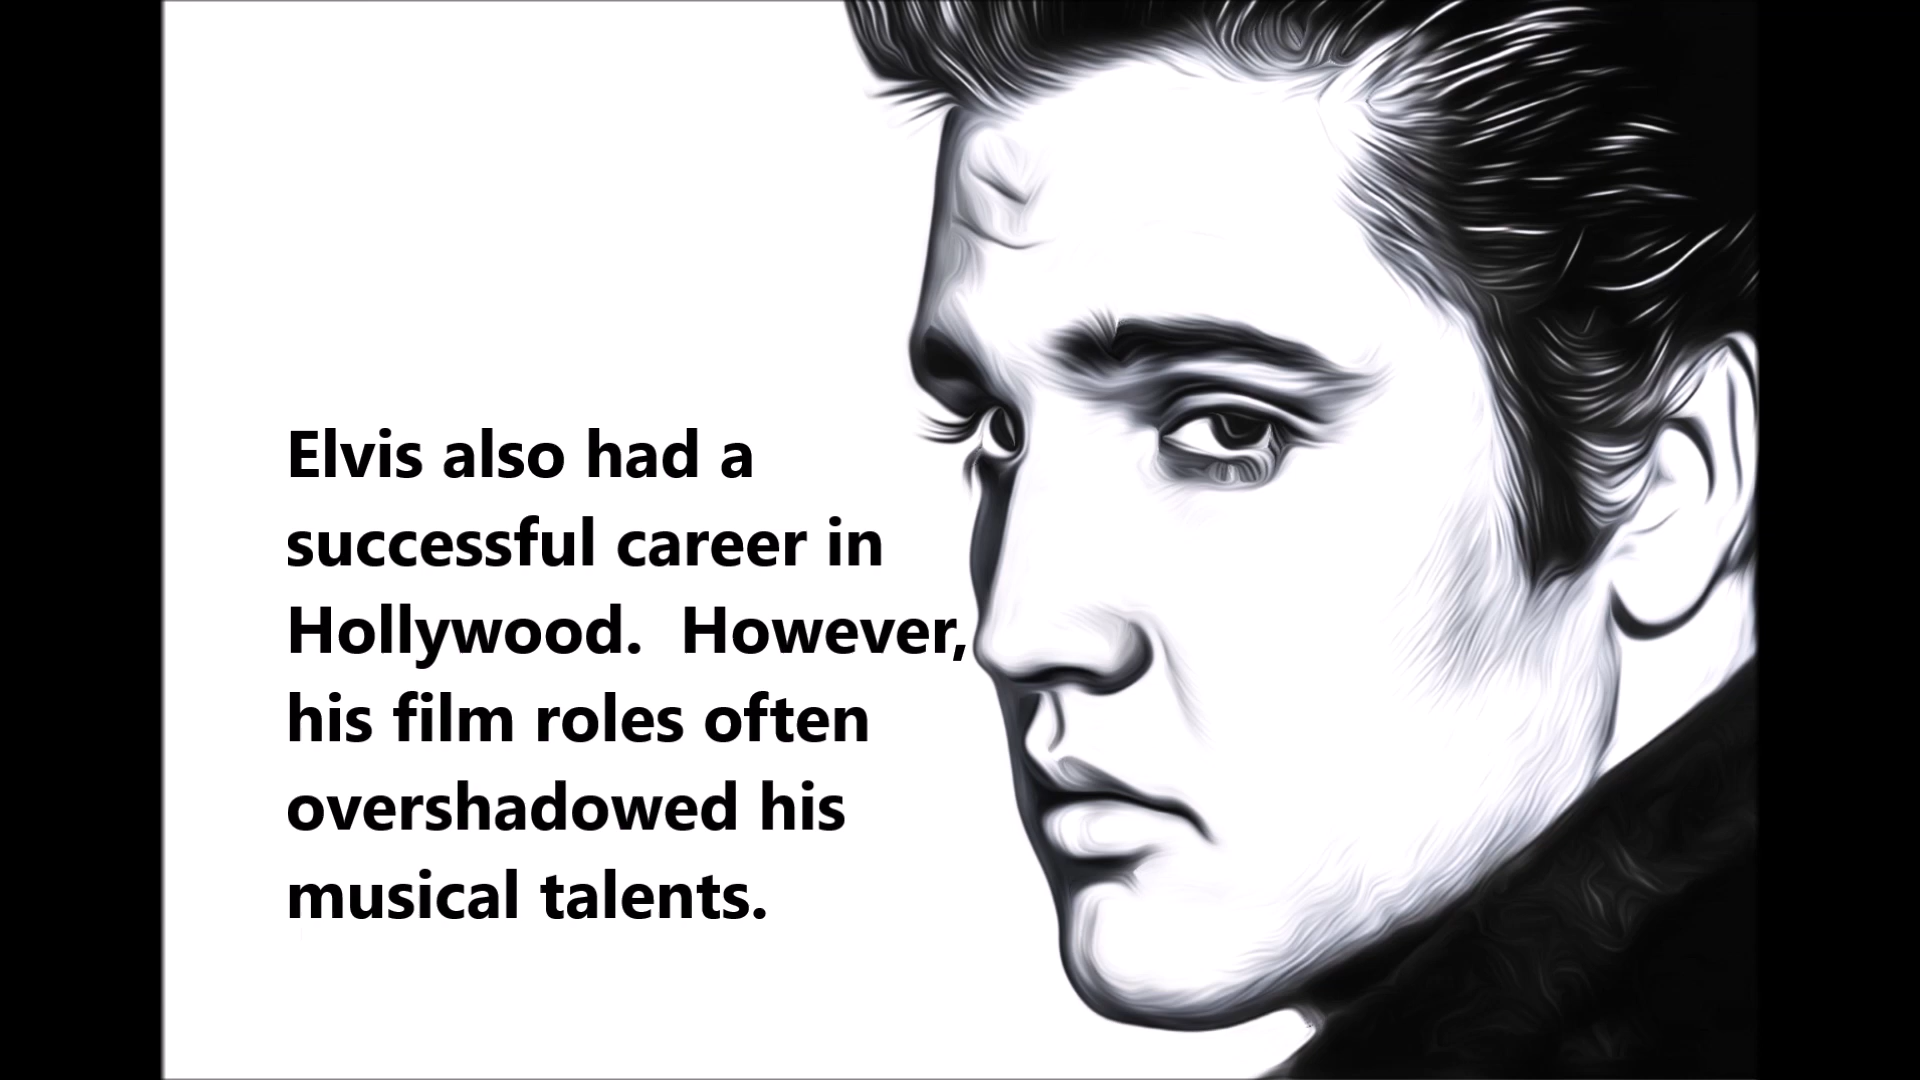 Elvis also had a
successful career in
Hollywood.  However,
his film roles often
overshadowed his
musical talents.